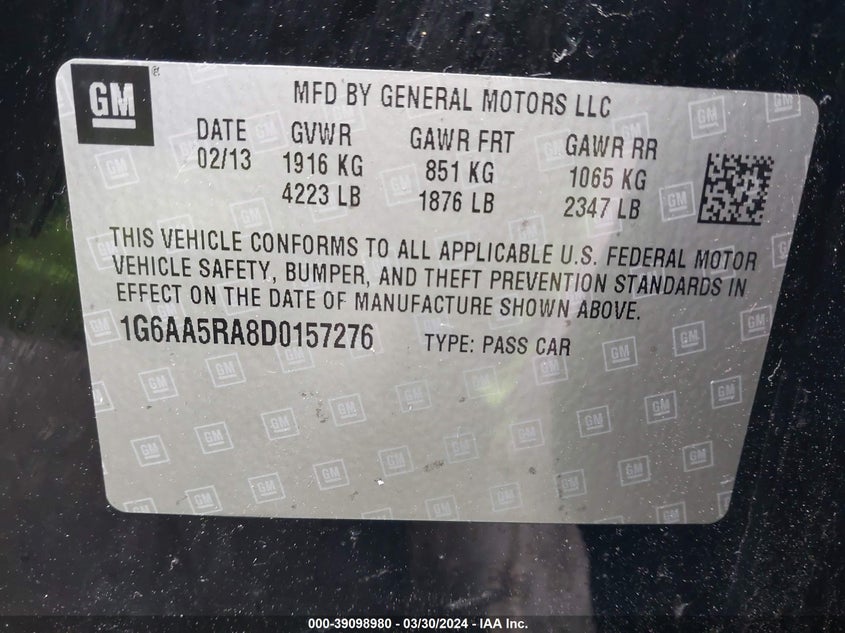 GM
MFD BY GENERAL MOTORS LLC
DATE GVWR GAWR FRT GAWR RR
02/13 1916 KG 851 KG 1065 KG
4223 LB 1876 LB 2347 LB
THIS VEHICLE CONFORMS TO ALL APPLICABLE U.S. FEDERAL MOTOR
VEHICLE SAFETY, BUMPER, AND THEFT PREVENTION STANDARDS IN
EFFECT ON THE DATE OF MANUFACTURE SHOWN ABOVE.
1G6AA5RA8D0157276 TYPE: PASS CAR
000-39098980 - 03/30/2024 - IAA Inc.